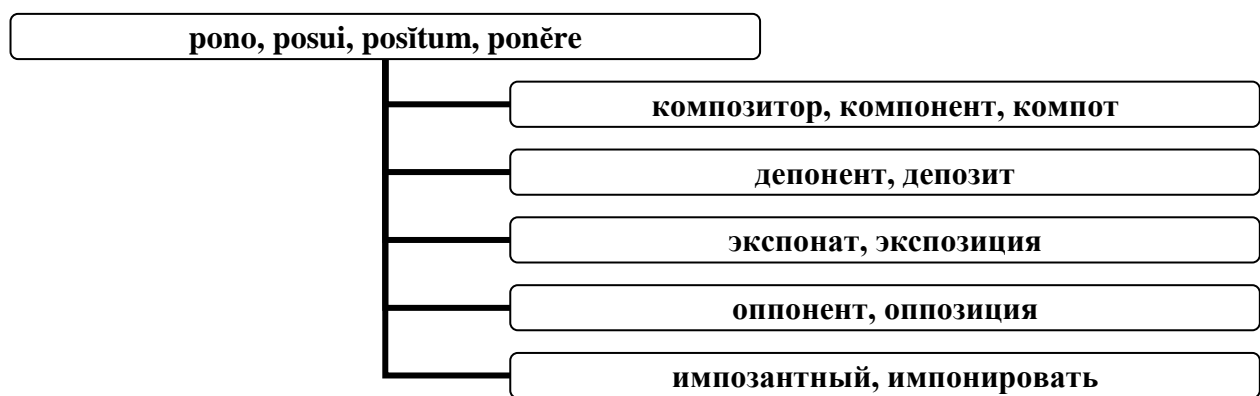 pono, posui, posĭtum, ponĕre
композитор, компонент, компот
депонент, депозит
экспонат, экспозиция
оппонент, оппозиция
импозантный, импонировать